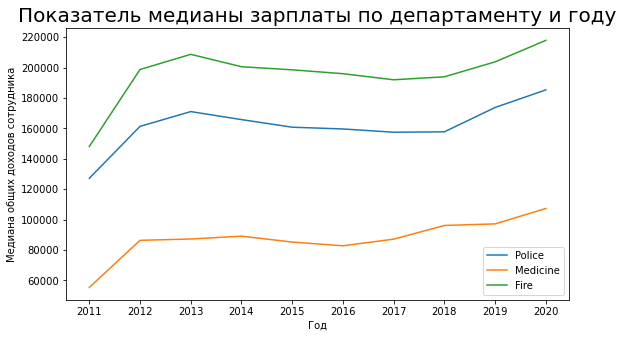 Показатель медианы зарплаты по департаменту и году
220000
200000
180000
160000
140000
120000
100000
80000
60000
Медиана общих доходов сотрудника
Police
Medicine
Fire
2011 2012 2013 2014 2015 2016 2017 2018 2019 2020
Год